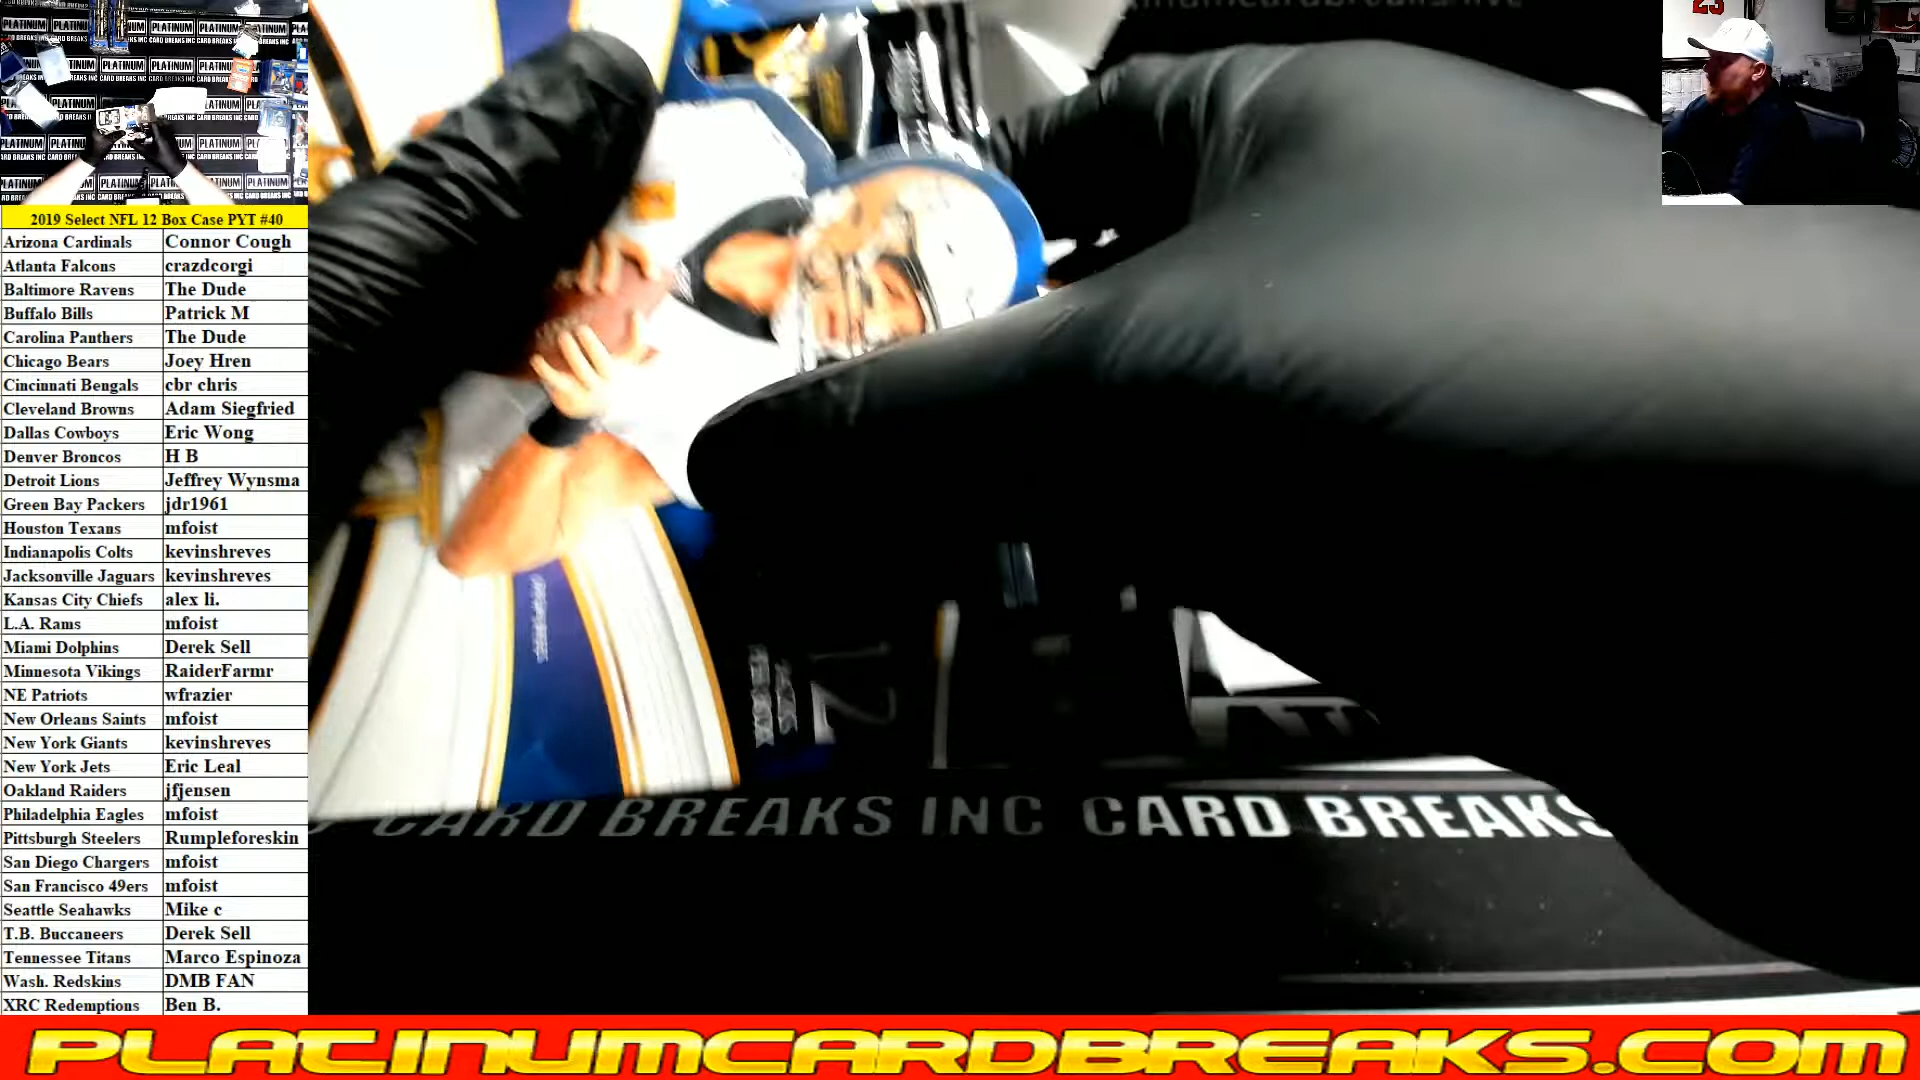 2019 Select NFL 12 Box Case PYT #40
Arizona Cardinals Connor Cough
Atlanta Falcons crazdcorgi
Baltimore Ravens The Dude
Buffalo Bills Patrick M
Carolina Panthers The Dude
Chicago Bears Joey Hren
Cincinnati Bengals cbr chris
Cleveland Browns Adam Siegfried
Dallas Cowboys Eric Wong
Denver Broncos H B
Detroit Lions Jeffrey Wynsma
Green Bay Packers jdr1961
Houston Texans mfoist
Indianapolis Colts kevinshreves
Jacksonville Jaguars kevinshreves
Kansas City Chiefs alex li.
L.A. Rams mfoist
Miami Dolphins Derek Sell
Minnesota Vikings RaiderFarmr
NE Patriots wfrazier
New Orleans Saints mfoist
New York Giants kevinshreves
New York Jets Eric Leal
Oakland Raiders jfjensen
Philadelphia Eagles mfoist
Pittsburgh Steelers Rumpleforeskin
San Diego Chargers mfoist
San Francisco 49ers mfoist
Seattle Seahawks Mike c
T.B. Buccaneers Derek Sell
Tennessee Titans Marco Espinoza
Wash. Redskins DMB FAN
XRC Redemptions Ben B.
23
CARD BREAKS INC CARD BREAKS
PLATINUMCARDBREAKS.COM